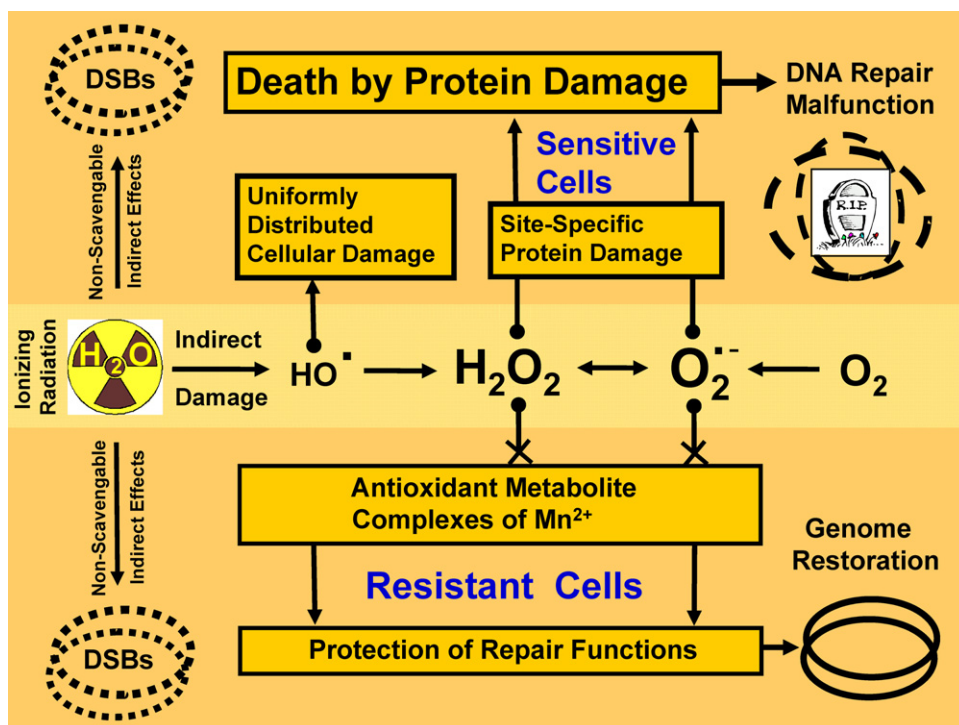 DSBs
Death by Protein Damage
DNA Repair
Malfunction
Sensitive
Cells
R.I.P.
Non-Scavengable
Indirect Effects
Uniformly
Distributed
Cellular Damage
Site-Specific
Protein Damage
Ionizing
Radiation
H2O
Indirect
Damage
HO·
H₂O₂
O₂·⁻
O₂
Non-Scavengable
Indirect Effects
Antioxidant Metabolite
Complexes of Mn²⁺
Genome
Restoration
Resistant Cells
DSBs
Protection of Repair Functions